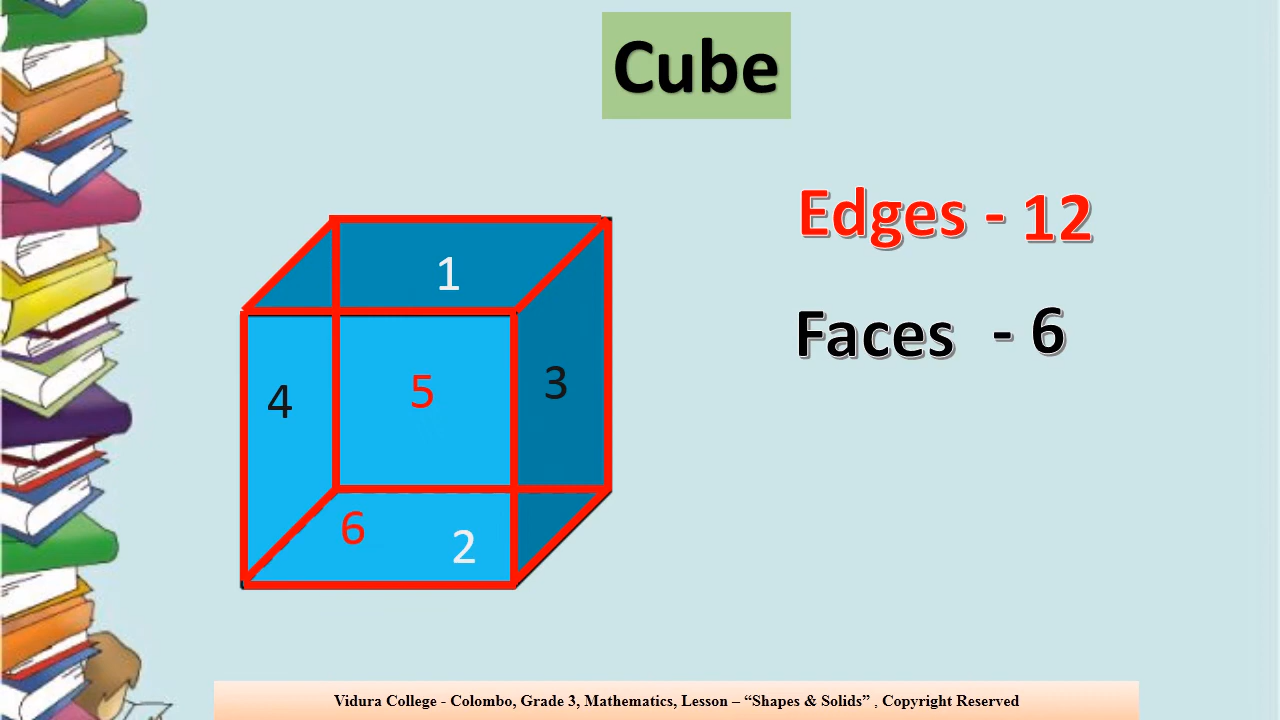 Cube
Edges - 12
Faces - 6
1
4
5
3
6
2
Vidura College - Colombo, Grade 3, Mathematics, Lesson – “Shapes & Solids” , Copyright Reserved